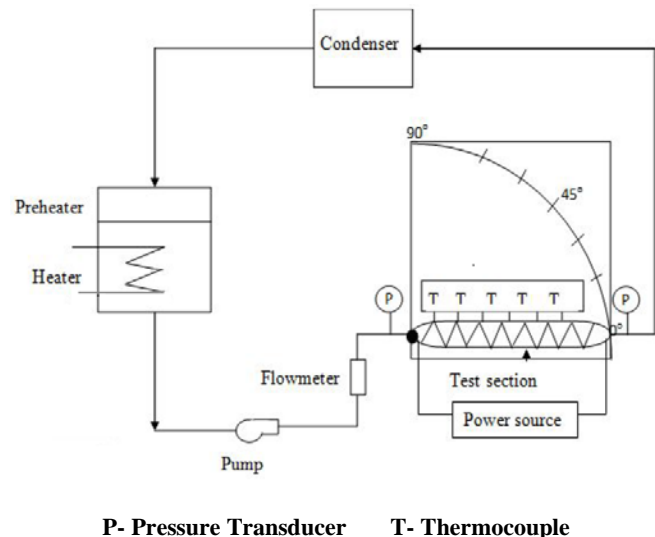 Condenser
90°
45°
Preheater
Heater
P
T T T T T
P
0°
Flowmeter
Test section
Power source
Pump
P- Pressure Transducer T- Thermocouple